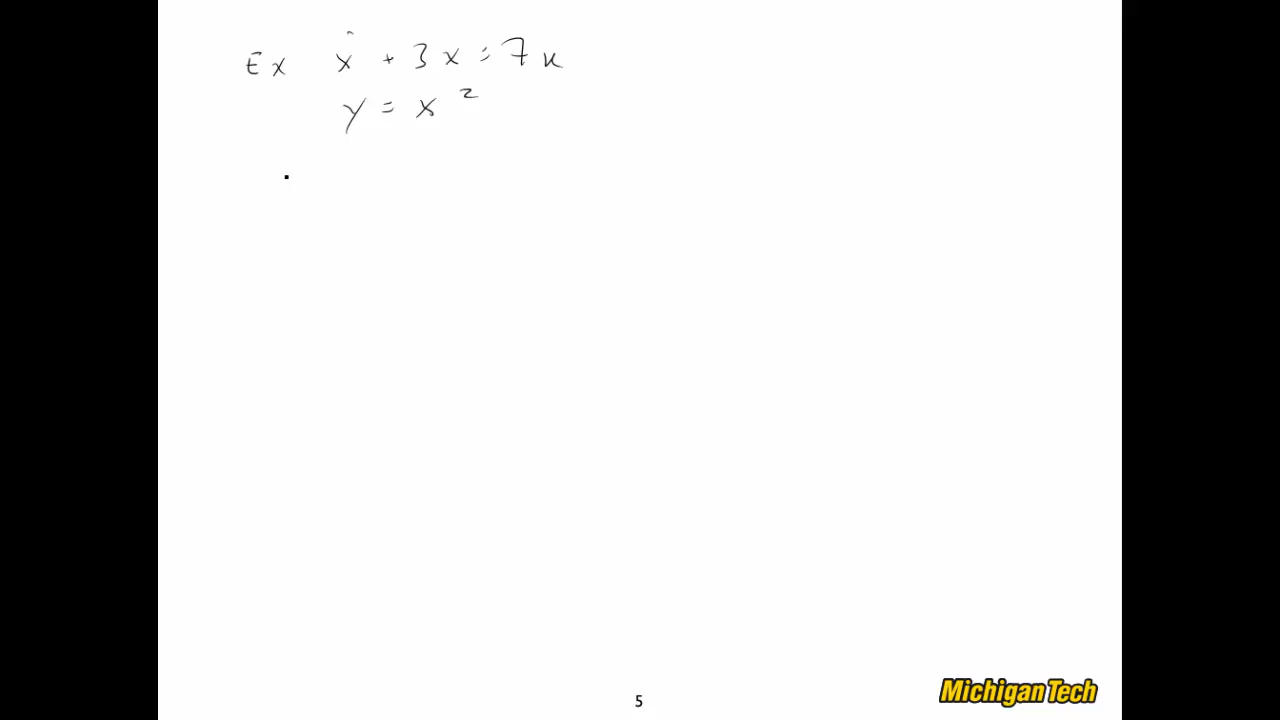 Ex ẋ + 3x = 7u
y = x²
5
Michigan Tech